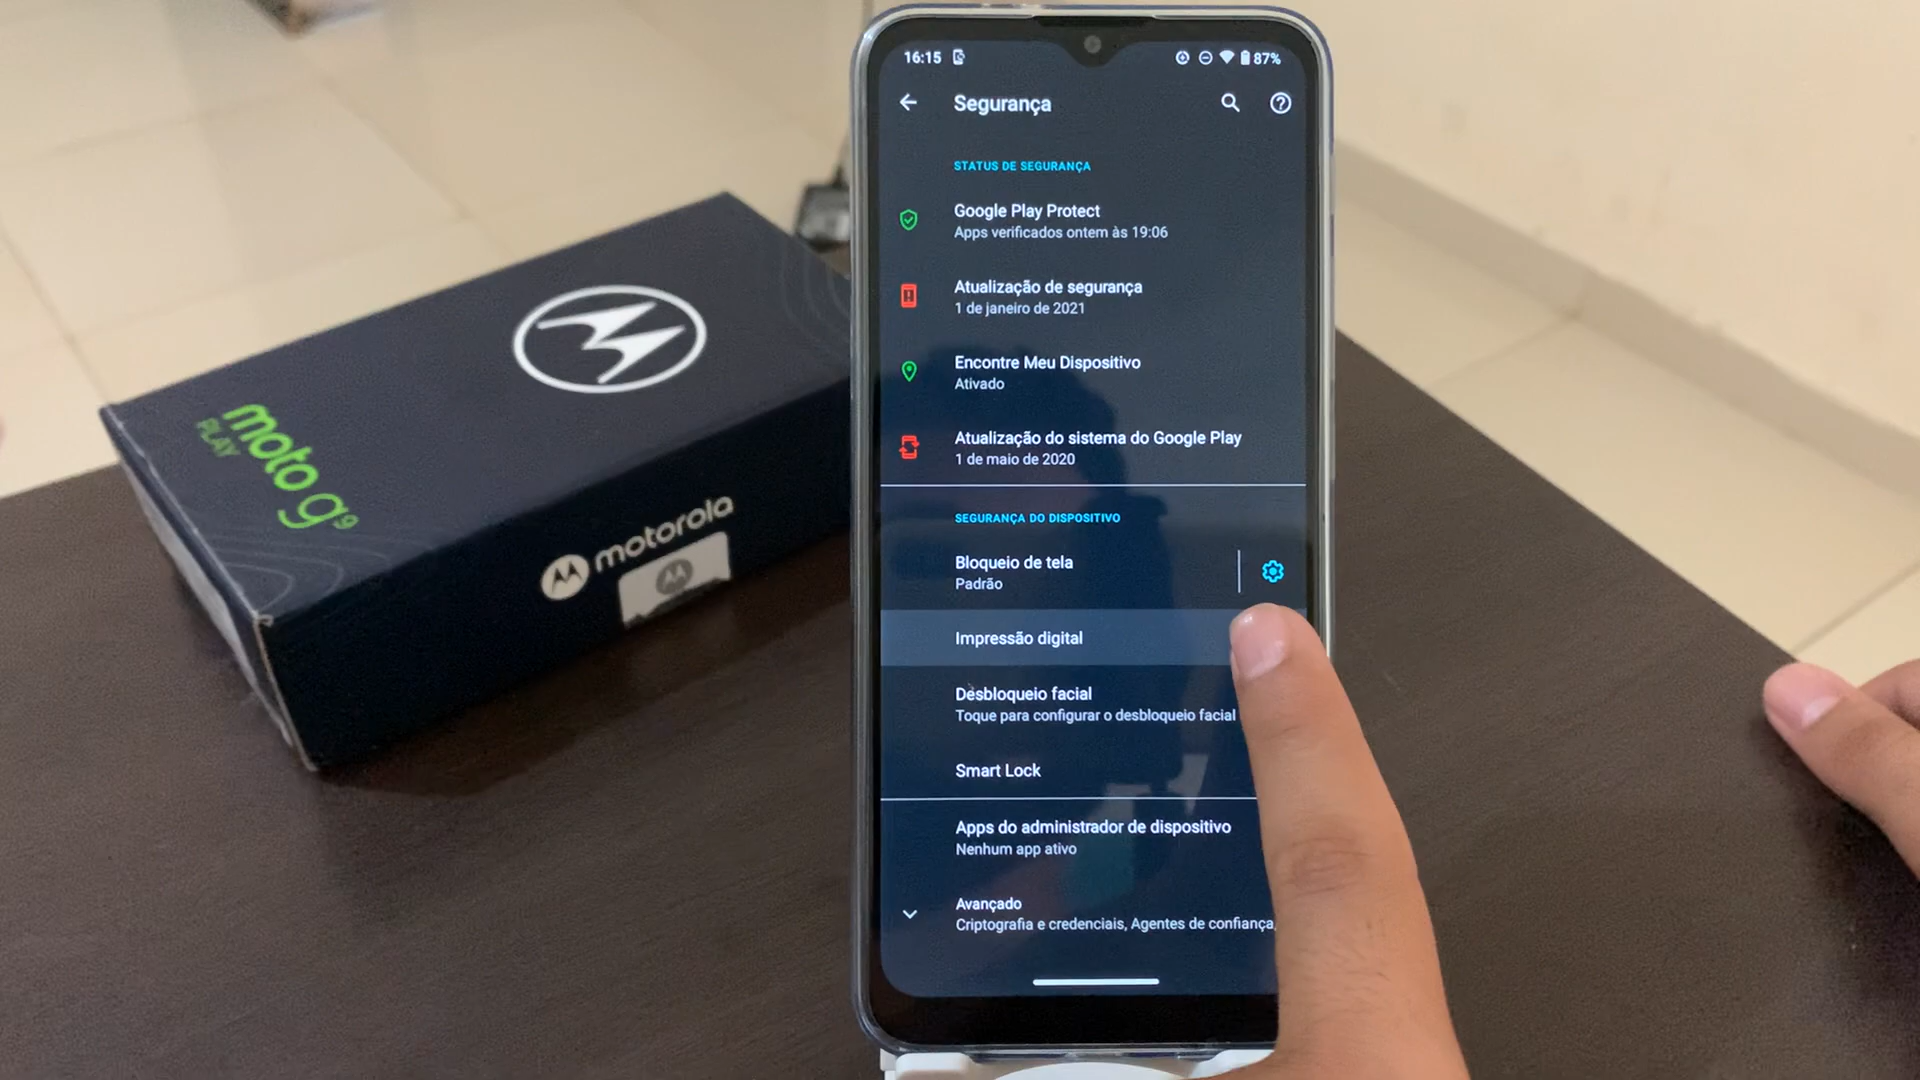 16:15
87%
Segurança
STATUS DE SEGURANÇA
Google Play Protect
Apps verificados ontem às 19:06
Atualização de segurança
1 de janeiro de 2021
Encontre Meu Dispositivo
Ativado
Atualização do sistema do Google Play
1 de maio de 2020
SEGURANÇA DO DISPOSITIVO
Bloqueio de tela
Padrão
Impressão digital
Desbloqueio facial
Toque para configurar o desbloqueio facial
Smart Lock
Apps do administrador de dispositivo
Nenhum app ativo
Avançado
Criptografia e credenciais, Agentes de confiança,
moto g9
PLAY
motorola